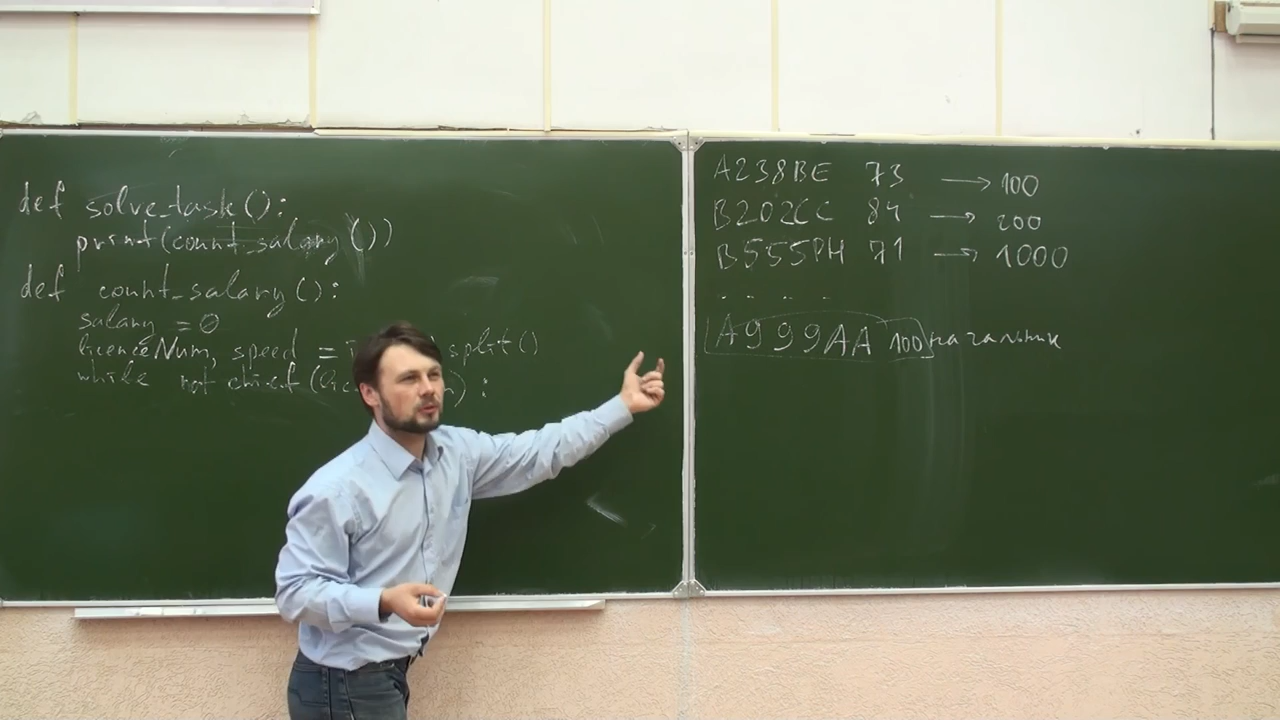 def solve_task():
print(count_salary())
def count_salary():
salary = 0
licenceNum, speed = split()
while not chief( ):
A238BE 73 → 100
B202CC 84 → 200
B555PH 71 → 1000
. . . .
A999AA 100 начальник